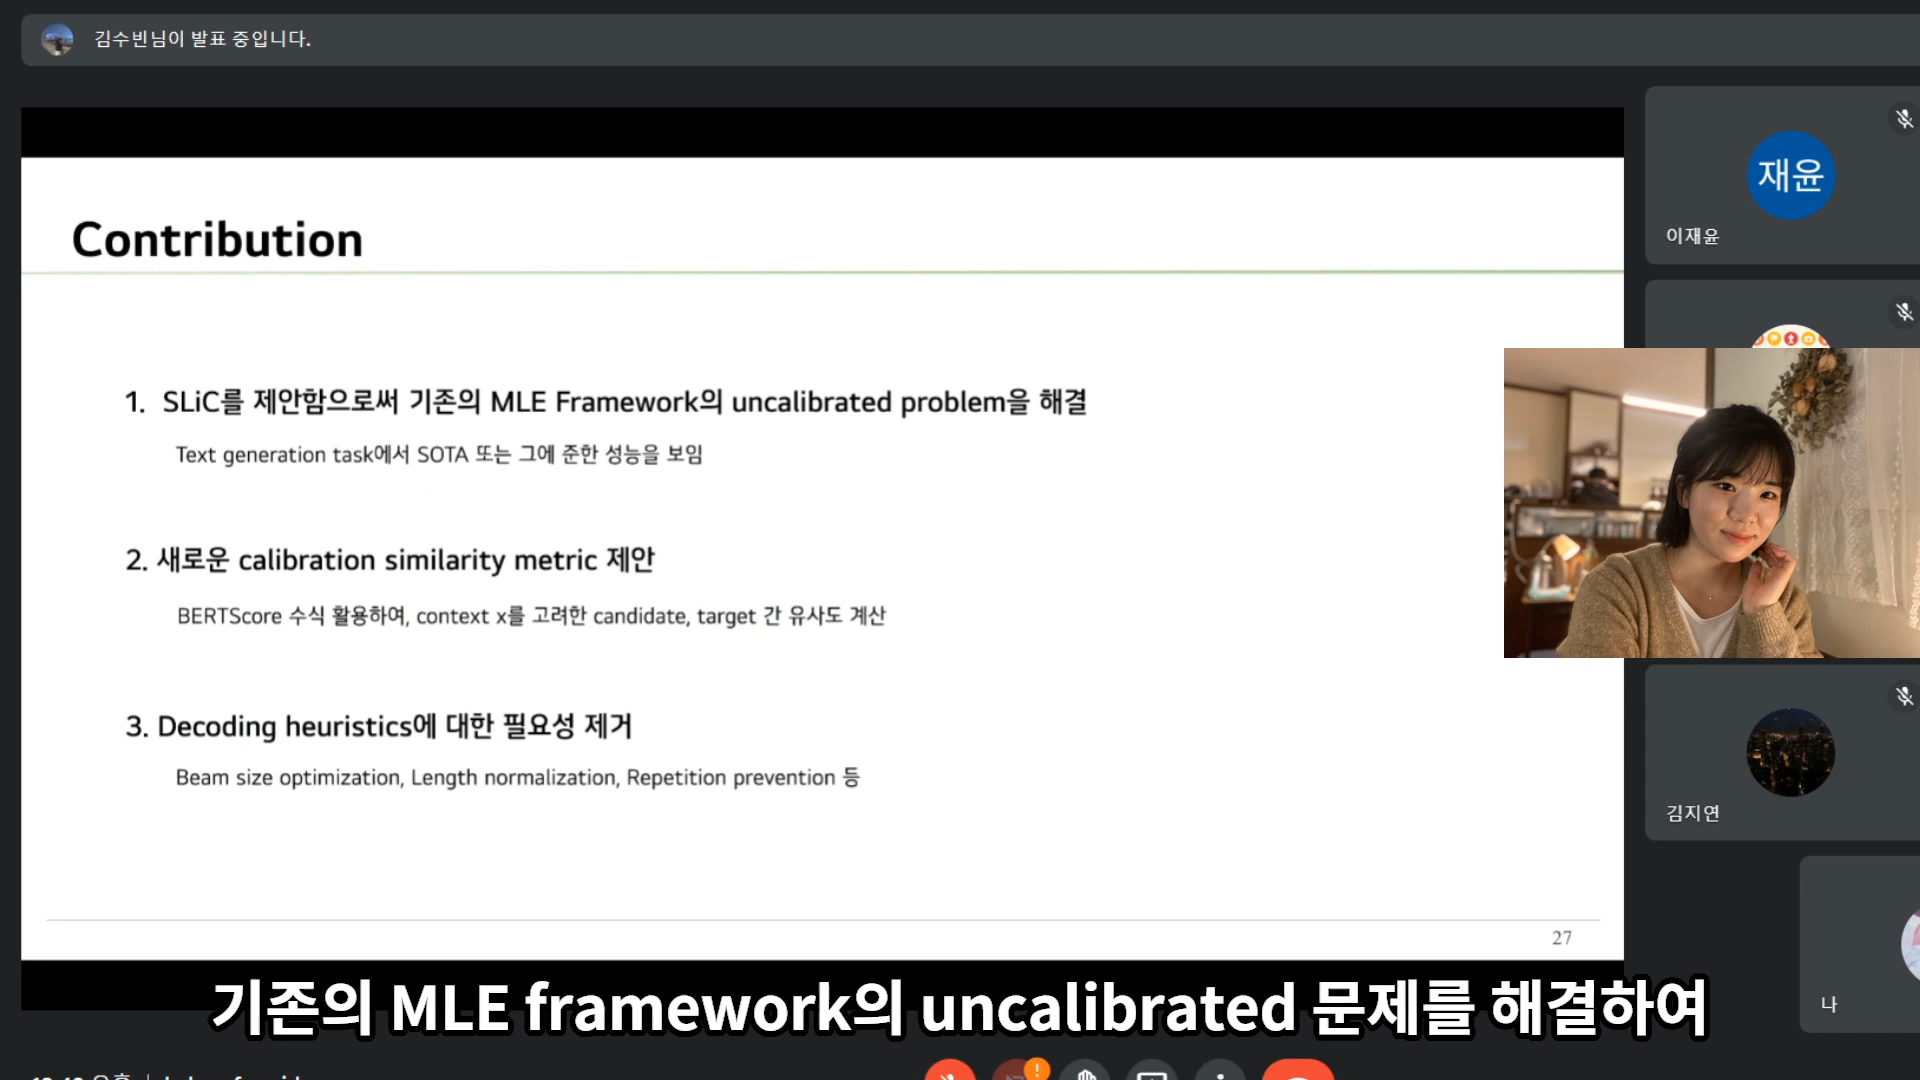 김수빈님이 발표 중입니다.
Contribution
1. SLiC를 제안함으로써 기존의 MLE Framework의 uncalibrated problem을 해결
Text generation task에서 SOTA 또는 그에 준한 성능을 보임
2. 새로운 calibration similarity metric 제안
BERTScore 수식 활용하여, context x를 고려한 candidate, target 간 유사도 계산
3. Decoding heuristics에 대한 필요성 제거
Beam size optimization, Length normalization, Repetition prevention 등
27
재윤
이재윤
김지연
나
기존의 MLE framework의 uncalibrated 문제를 해결하여